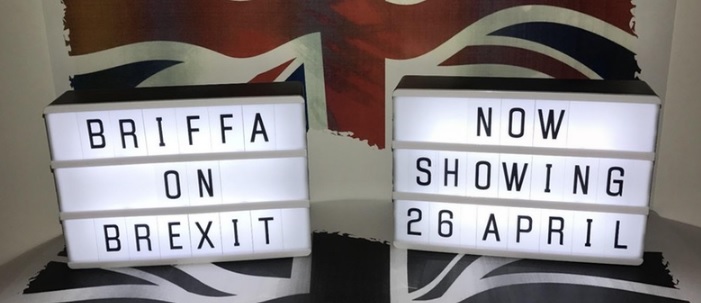 BRIFFA
ON
BREXIT
NOW
SHOWING
26 APRIL